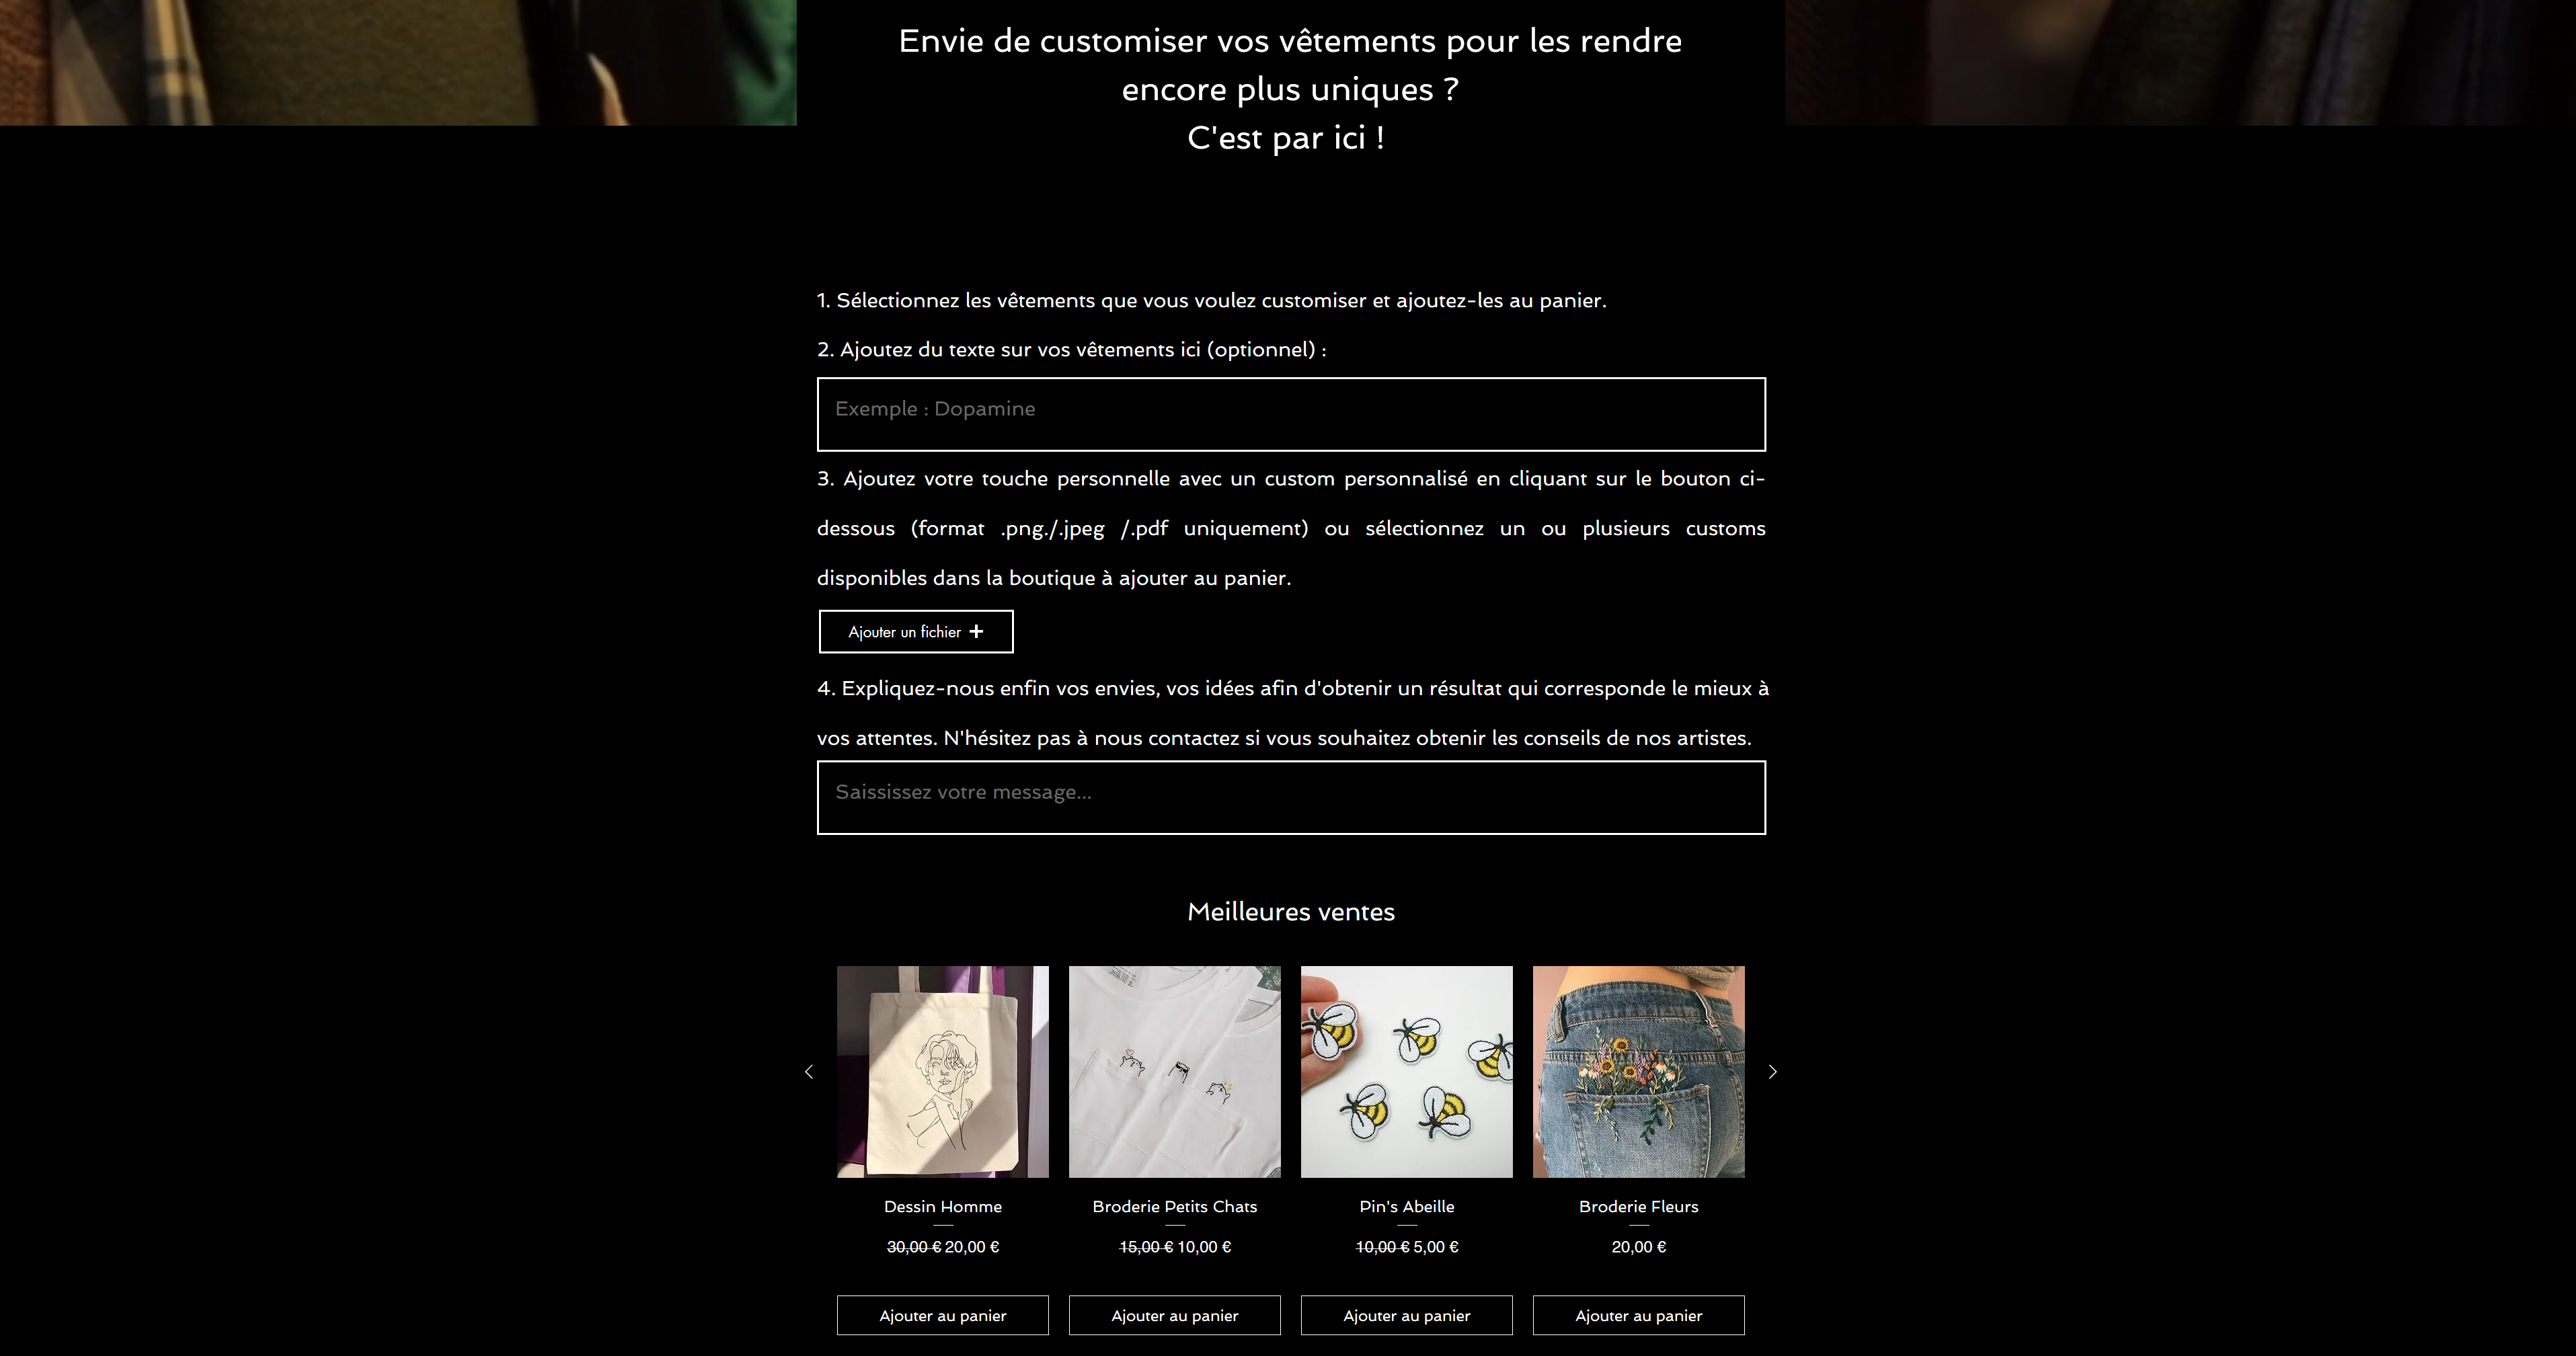 Envie de customiser vos vêtements pour les rendre
encore plus uniques ?
C'est par ici !
1. Sélectionnez les vêtements que vous voulez customiser et ajoutez-les au panier.
2. Ajoutez du texte sur vos vêtements ici (optionnel) :
Exemple : Dopamine
3. Ajoutez votre touche personnelle avec un custom personnalisé en cliquant sur le bouton ci-
dessous (format .png./.jpeg /.pdf uniquement) ou sélectionnez un ou plusieurs customs
disponibles dans la boutique à ajouter au panier.
Ajouter un fichier +
4. Expliquez-nous enfin vos envies, vos idées afin d'obtenir un résultat qui corresponde le mieux à
vos attentes. N'hésitez pas à nous contactez si vous souhaitez obtenir les conseils de nos artistes.
Saississez votre message...
Meilleures ventes
Dessin Homme
30,00 € 20,00 €
Ajouter au panier
Broderie Petits Chats
15,00 € 10,00 €
Ajouter au panier
Pin's Abeille
10,00 € 5,00 €
Ajouter au panier
Broderie Fleurs
20,00 €
Ajouter au panier